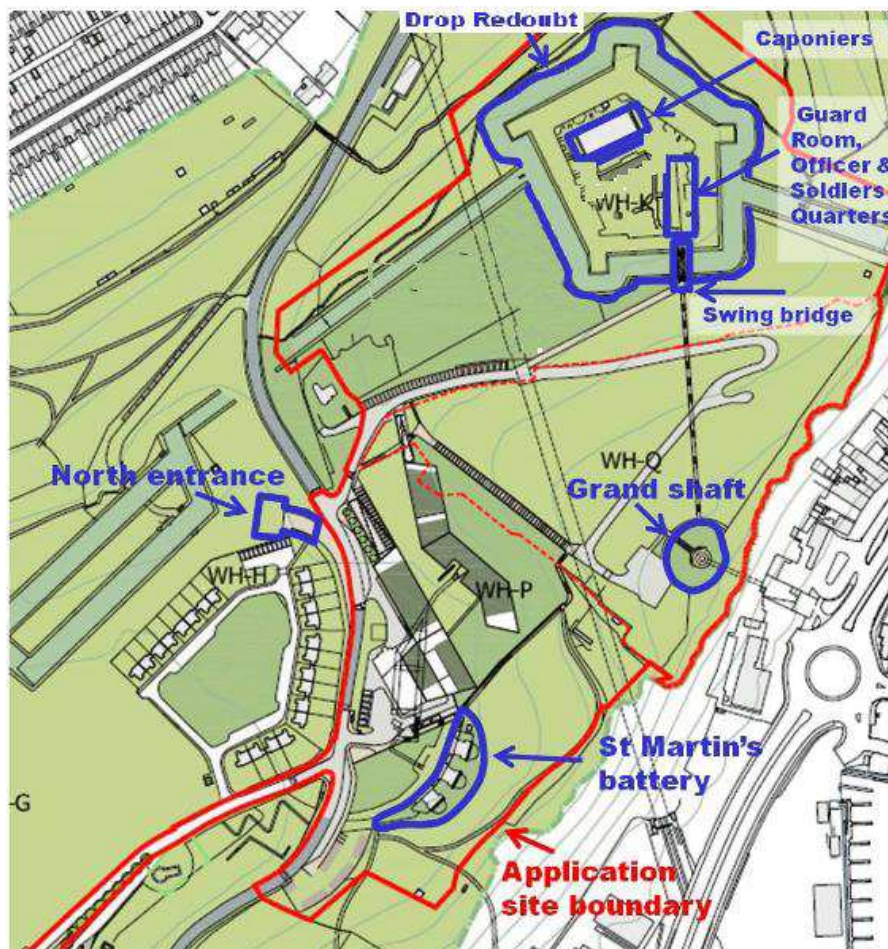 Drop Redoubt
Caponiers
Guard
Room,
Officer &
Soldiers
Quarters
WH-K
Swing bridge
North entrance
WH-Q
Grand shaft
WH-H
WH-P
St Martin's
battery
-G
Application
site boundary